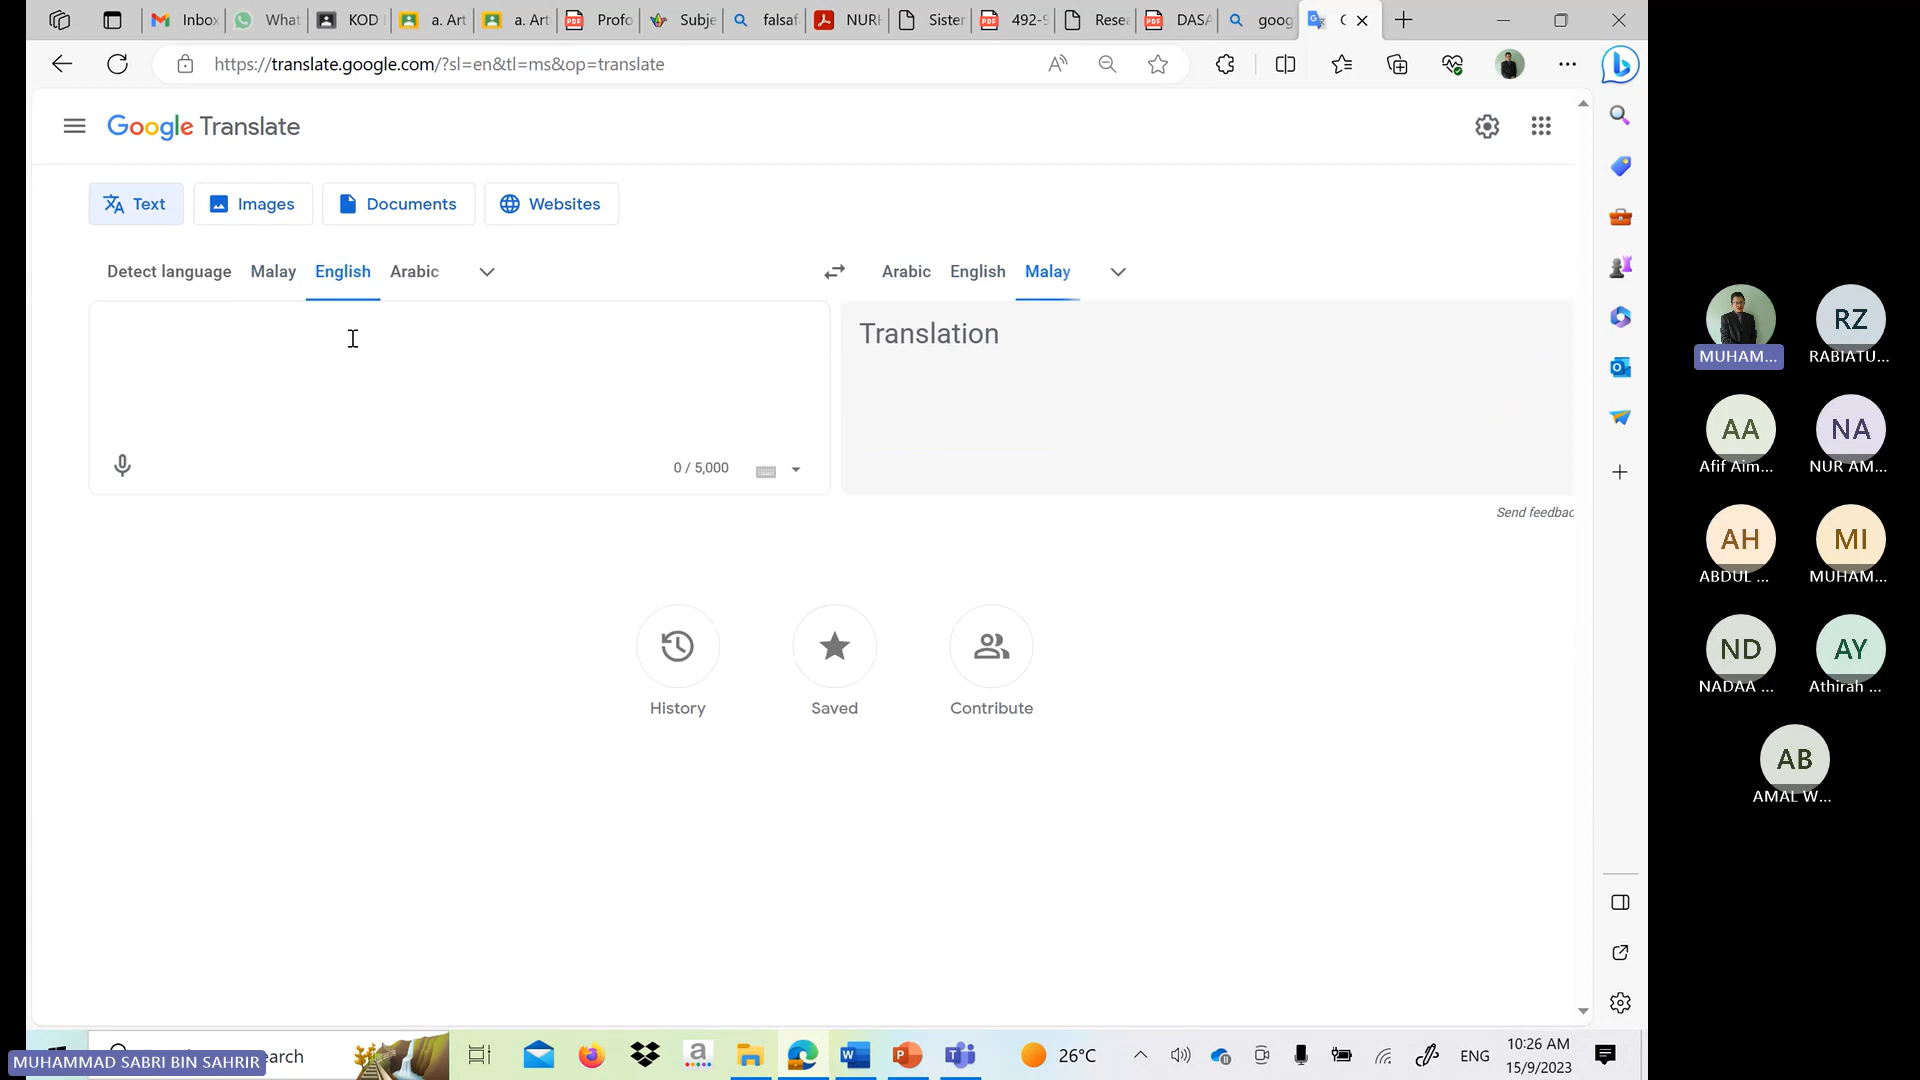 Inbox
What
KOD
a. Art
a. Art
Profo
Subje
falsaf
NURH
Sister
492-9
Resea
DASA
goog
https://translate.google.com/?sl=en&tl=ms&op=translate
Google Translate
Text
Images
Documents
Websites
Detect language
Malay
English
Arabic
Arabic
English
Malay
Translation
0 / 5,000
Send feedbac
History
Saved
Contribute
MUHAM...
RZ
RABIATU...
AA
Afif Aim...
NA
NUR AM...
AH
ABDUL ...
MI
MUHAM...
ND
NADAA ...
AY
Athirah ...
AB
AMAL W...
earch
MUHAMMAD SABRI BIN SAHRIR
26°C
ENG
10:26 AM
15/9/2023